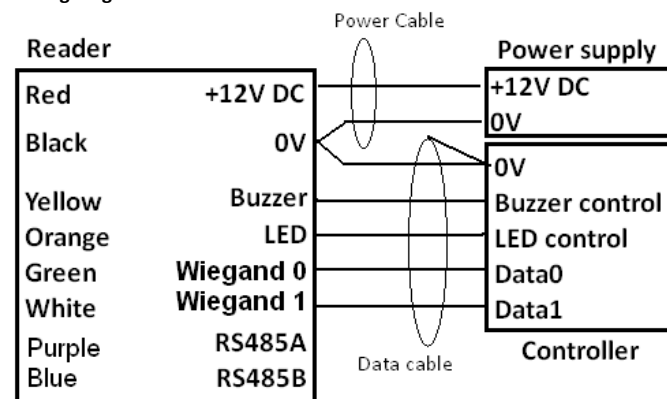 Power Cable
Reader
Power supply
Red +12V DC
+12V DC
0V
Black 0V
0V
Yellow Buzzer
Buzzer control
Orange LED
LED control
Green Wiegand 0
Data0
White Wiegand 1
Data1
Purple RS485A
Controller
Data cable
Blue RS485B